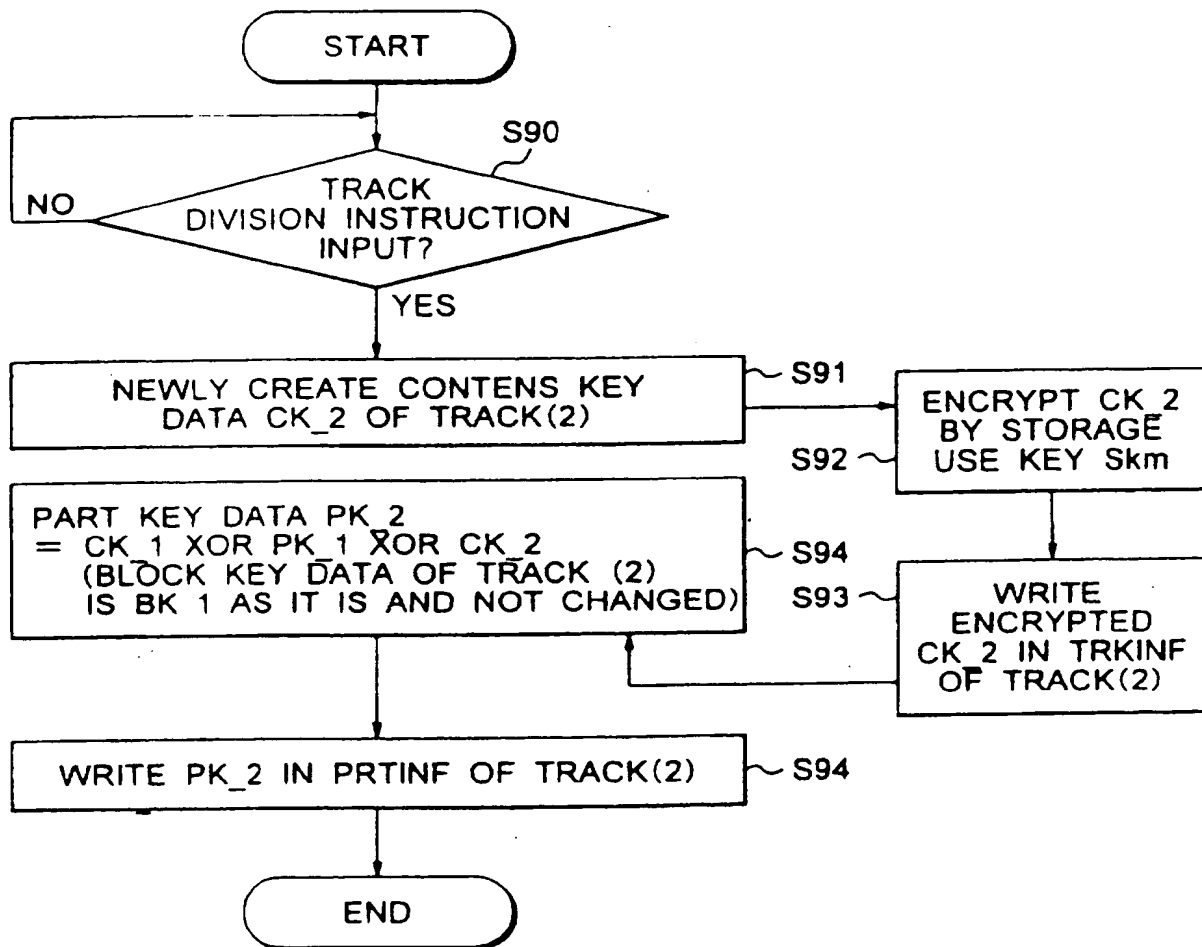 START
S90
TRACK
DIVISION INSTRUCTION
INPUT?
NO
YES
NEWLY CREATE CONTENS KEY
DATA CK_2 OF TRACK(2)
S91
ENCRYPT CK_2
BY STORAGE
USE KEY Skm
S92
WRITE
ENCRYPTED
CK_2 IN TRKINF
OF TRACK(2)
S93
PART KEY DATA PK_2
= CK_1 XOR PK_1 XOR CK_2
(BLOCK KEY DATA OF TRACK (2)
IS BK 1 AS IT IS AND NOT CHANGED)
S94
WRITE PK_2 IN PRTINF OF TRACK(2)
S94
END